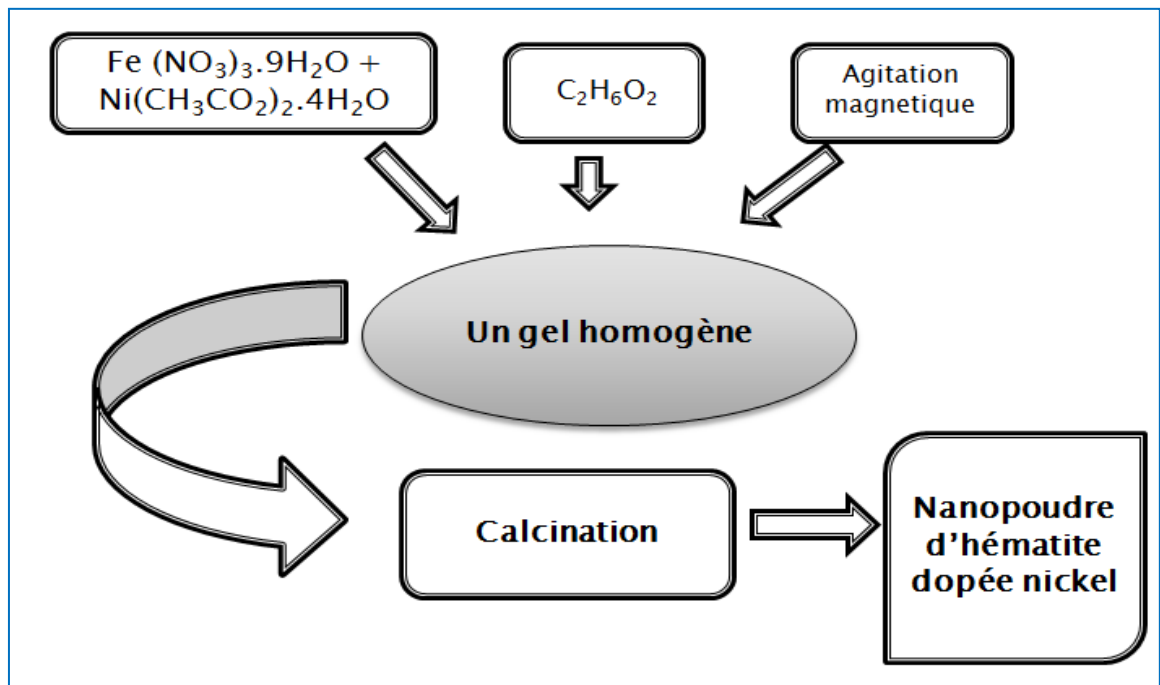 Fe (NO₃)₃.9H₂O +
Ni(CH₃CO₂)₂.4H₂O
C₂H₆O₂
Agitation
magnetique
Un gel homogène
Calcination
Nanopoudre
d’hématite
dopée nickel